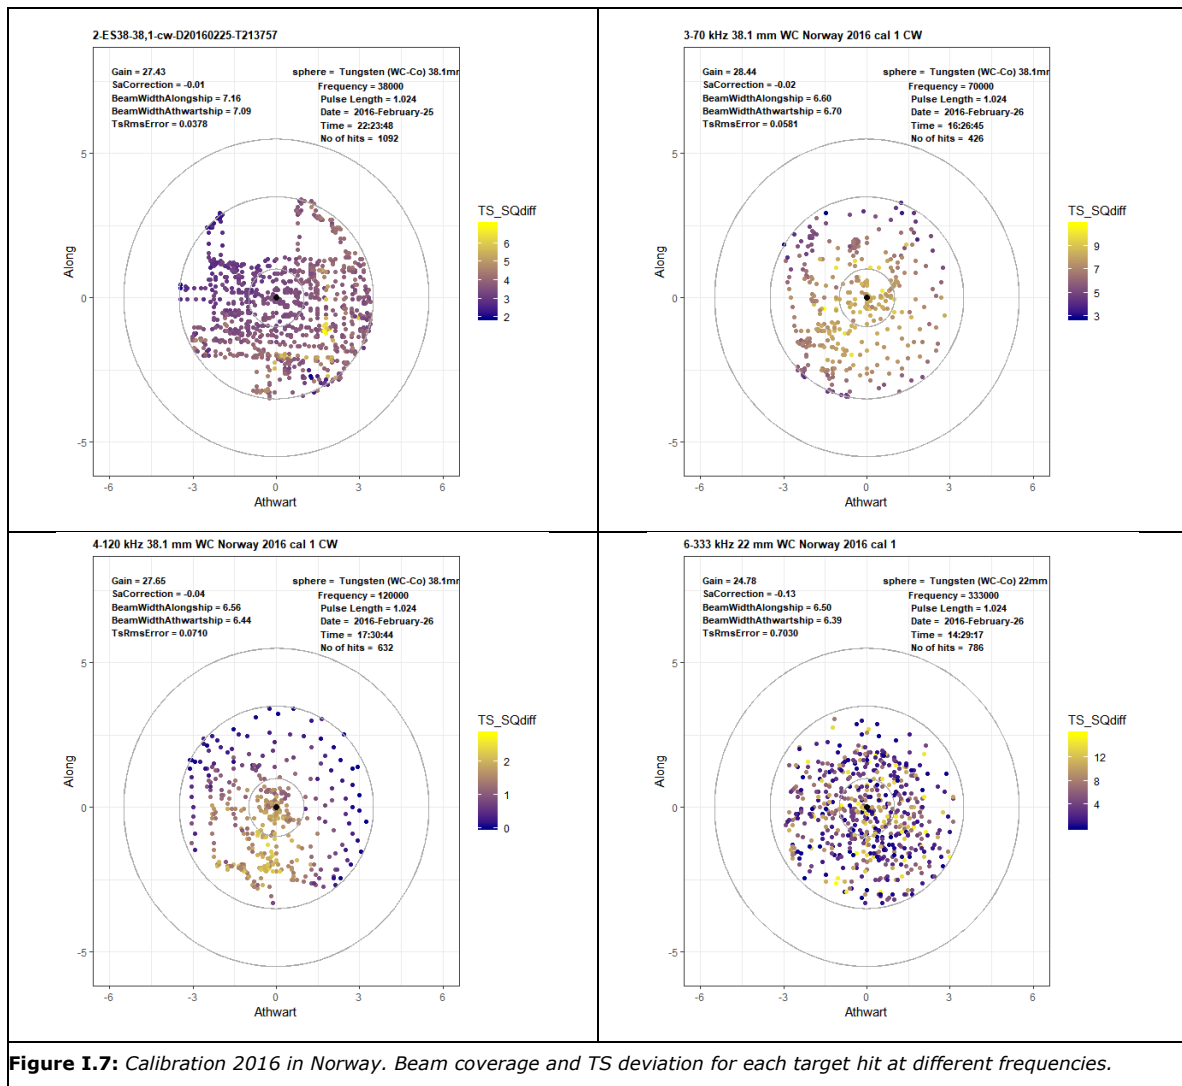 2-ES38-38,1-cw-D20160225-T213757
Gain = 27.43
SaCorrection = -0.01
BeamWidthAlongship = 7.16
BeamWidthAthwartship = 7.09
TsRmsError = 0.0378
sphere = Tungsten (WC-Co) 38.1mr
Frequency = 38000
Pulse Length = 1.024
Date = 2016-February-25
Time = 22:23:48
No of hits = 1092
5
0
-5
Along
-6 -3 0 3 6
Athwart
TS_SQdiff
6
5
4
3
2
3-70 kHz 38.1 mm WC Norway 2016 cal 1 CW
Gain = 28.44
SaCorrection = -0.02
BeamWidthAlongship = 6.60
BeamWidthAthwartship = 6.70
TsRmsError = 0.0581
sphere = Tungsten (WC-Co) 38.1mr
Frequency = 70000
Pulse Length = 1.024
Date = 2016-February-26
Time = 16:26:45
No of hits = 426
5
0
-5
Along
-6 -3 0 3 6
Athwart
TS_SQdiff
9
7
5
3
4-120 kHz 38.1 mm WC Norway 2016 cal 1 CW
Gain = 27.65
SaCorrection = -0.04
BeamWidthAlongship = 6.56
BeamWidthAthwartship = 6.44
TsRmsError = 0.0710
sphere = Tungsten (WC-Co) 38.1mr
Frequency = 120000
Pulse Length = 1.024
Date = 2016-February-26
Time = 17:30:44
No of hits = 632
5
0
-5
Along
-6 -3 0 3 6
Athwart
TS_SQdiff
2
1
0
6-333 kHz 22 mm WC Norway 2016 cal 1
Gain = 24.78
SaCorrection = -0.13
BeamWidthAlongship = 6.50
BeamWidthAthwartship = 6.39
TsRmsError = 0.7030
sphere = Tungsten (WC-Co) 22mm
Frequency = 333000
Pulse Length = 1.024
Date = 2016-February-26
Time = 14:29:17
No of hits = 786
5
0
-5
Along
-6 -3 0 3 6
Athwart
TS_SQdiff
12
8
4
Figure I.7: Calibration 2016 in Norway. Beam coverage and TS deviation for each target hit at different frequencies.